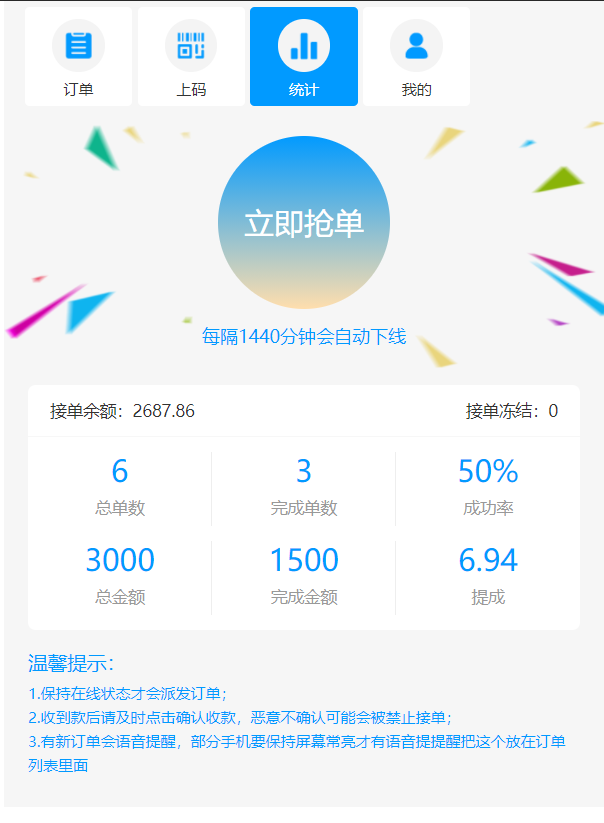 订单 上码 统计 我的
立即抢单
每隔1440分钟会自动下线
接单余额：2687.86 接单冻结：0
6 3 50%
总单数 完成单数 成功率
3000 1500 6.94
总金额 完成金额 提成
温馨提示：
1.保持在线状态才会派发订单；
2.收到款后请及时点击确认收款，恶意不确认可能会被禁止接单；
3.有新订单会语音提醒，部分手机要保持屏幕常亮才有语音提提醒把这个放在订单
列表里面